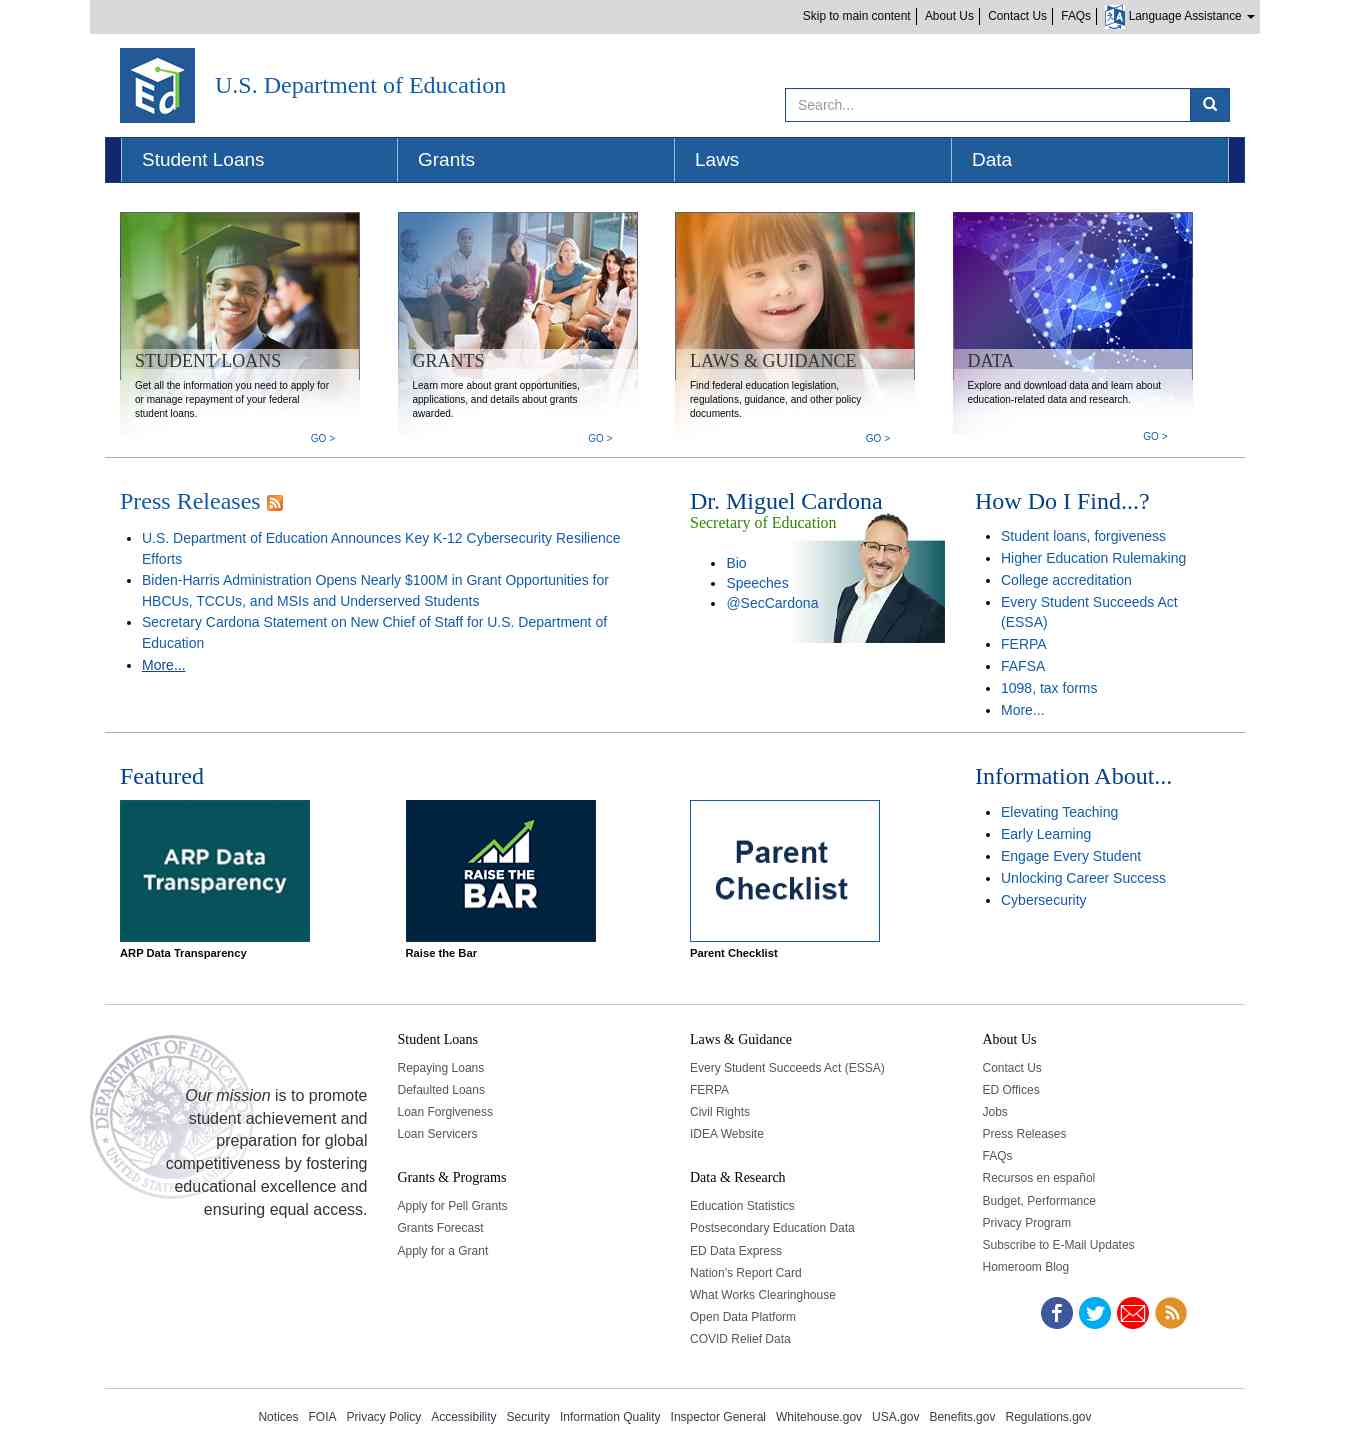 Skip to main content
About Us
Contact Us
FAQs
Language Assistance
Ed
U.S. Department of Education
Search...
Student Loans
Grants
Laws
Data
STUDENT LOANS
Get all the information you need to apply for
or manage repayment of your federal
student loans.
GO >
GRANTS
Learn more about grant opportunities,
applications, and details about grants
awarded.
GO >
LAWS & GUIDANCE
Find federal education legislation,
regulations, guidance, and other policy
documents.
GO >
DATA
Explore and download data and learn about
education-related data and research.
GO >
Press Releases
U.S. Department of Education Announces Key K-12 Cybersecurity Resilience
Efforts
Biden-Harris Administration Opens Nearly $100M in Grant Opportunities for
HBCUs, TCCUs, and MSIs and Underserved Students
Secretary Cardona Statement on New Chief of Staff for U.S. Department of
Education
More...
Dr. Miguel Cardona
Secretary of Education
Bio
Speeches
@SecCardona
How Do I Find...?
Student loans, forgiveness
Higher Education Rulemaking
College accreditation
Every Student Succeeds Act
(ESSA)
FERPA
FAFSA
1098, tax forms
More...
Featured
ARP Data
Transparency
ARP Data Transparency
RAISE THE
BAR
Raise the Bar
Parent
Checklist
Parent Checklist
Information About...
Elevating Teaching
Early Learning
Engage Every Student
Unlocking Career Success
Cybersecurity
Our mission is to promote
student achievement and
preparation for global
competitiveness by fostering
educational excellence and
ensuring equal access.
Student Loans
Repaying Loans
Defaulted Loans
Loan Forgiveness
Loan Servicers
Grants & Programs
Apply for Pell Grants
Grants Forecast
Apply for a Grant
Laws & Guidance
Every Student Succeeds Act (ESSA)
FERPA
Civil Rights
IDEA Website
Data & Research
Education Statistics
Postsecondary Education Data
ED Data Express
Nation's Report Card
What Works Clearinghouse
Open Data Platform
COVID Relief Data
About Us
Contact Us
ED Offices
Jobs
Press Releases
FAQs
Recursos en español
Budget, Performance
Privacy Program
Subscribe to E-Mail Updates
Homeroom Blog
Notices FOIA Privacy Policy Accessibility Security Information Quality Inspector General Whitehouse.gov USA.gov Benefits.gov Regulations.gov